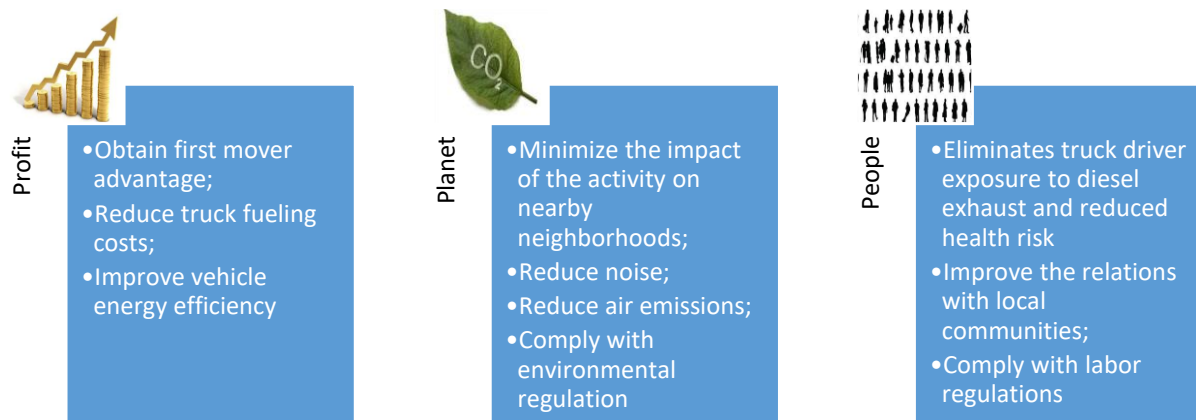 Profit
•Obtain first mover
advantage;
•Reduce truck fueling
costs;
•Improve vehicle
energy efficiency
CO2
Planet
•Minimize the impact
of the activity on
nearby
neighborhoods;
•Reduce noise;
•Reduce air emissions;
•Comply with
environmental
regulation
People
•Eliminates truck driver
exposure to diesel
exhaust and reduced
health risk
•Improve the relations
with local
communities;
•Comply with labor
regulations